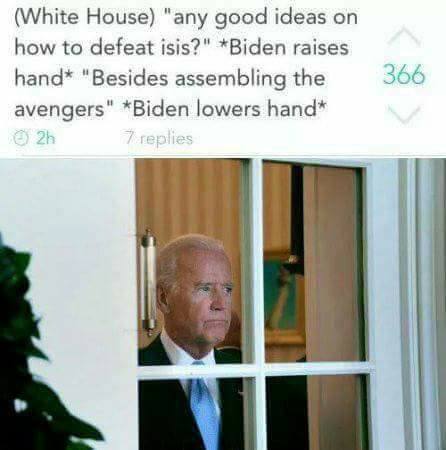 (White House) "any good ideas on
how to defeat isis?" *Biden raises
hand* "Besides assembling the
avengers" *Biden lowers hand*
366
2h
7 replies